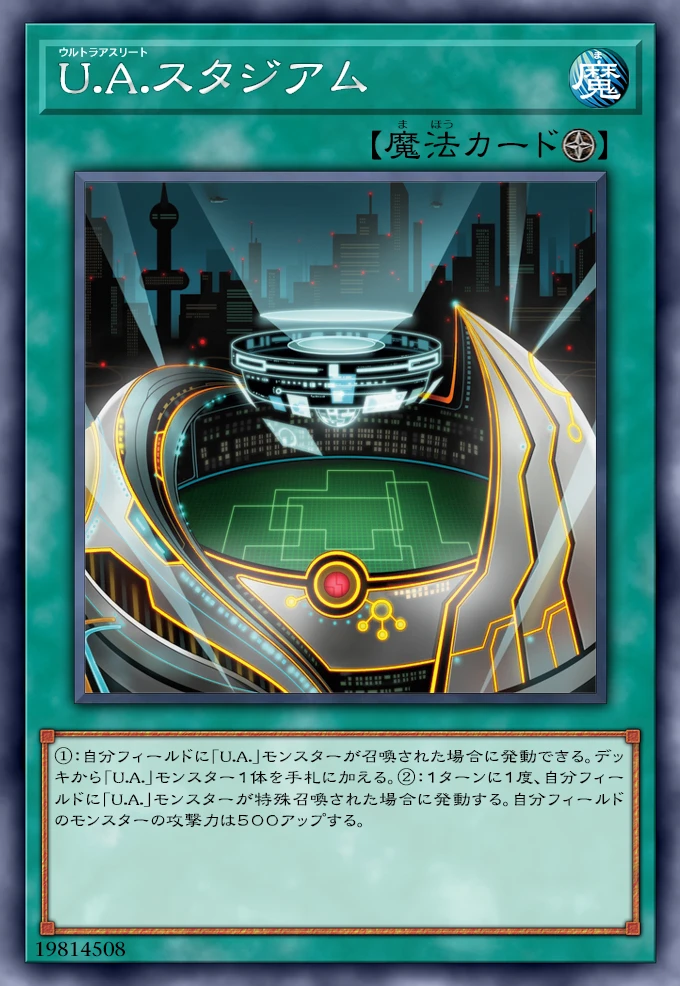 ウルトラアスリート
U.A.スタジアム
魔
ま
【魔法カード】
ま ほう
①:自分フィールドに「U.A.」モンスターが召喚された場合に発動できる。デッ
キから「U.A.」モンスター1体を手札に加える。②:1ターンに1度、自分フィー
ルドに「U.A.」モンスターが特殊召喚された場合に発動する。自分フィールド
のモンスターの攻撃力は500アップする。
19814508